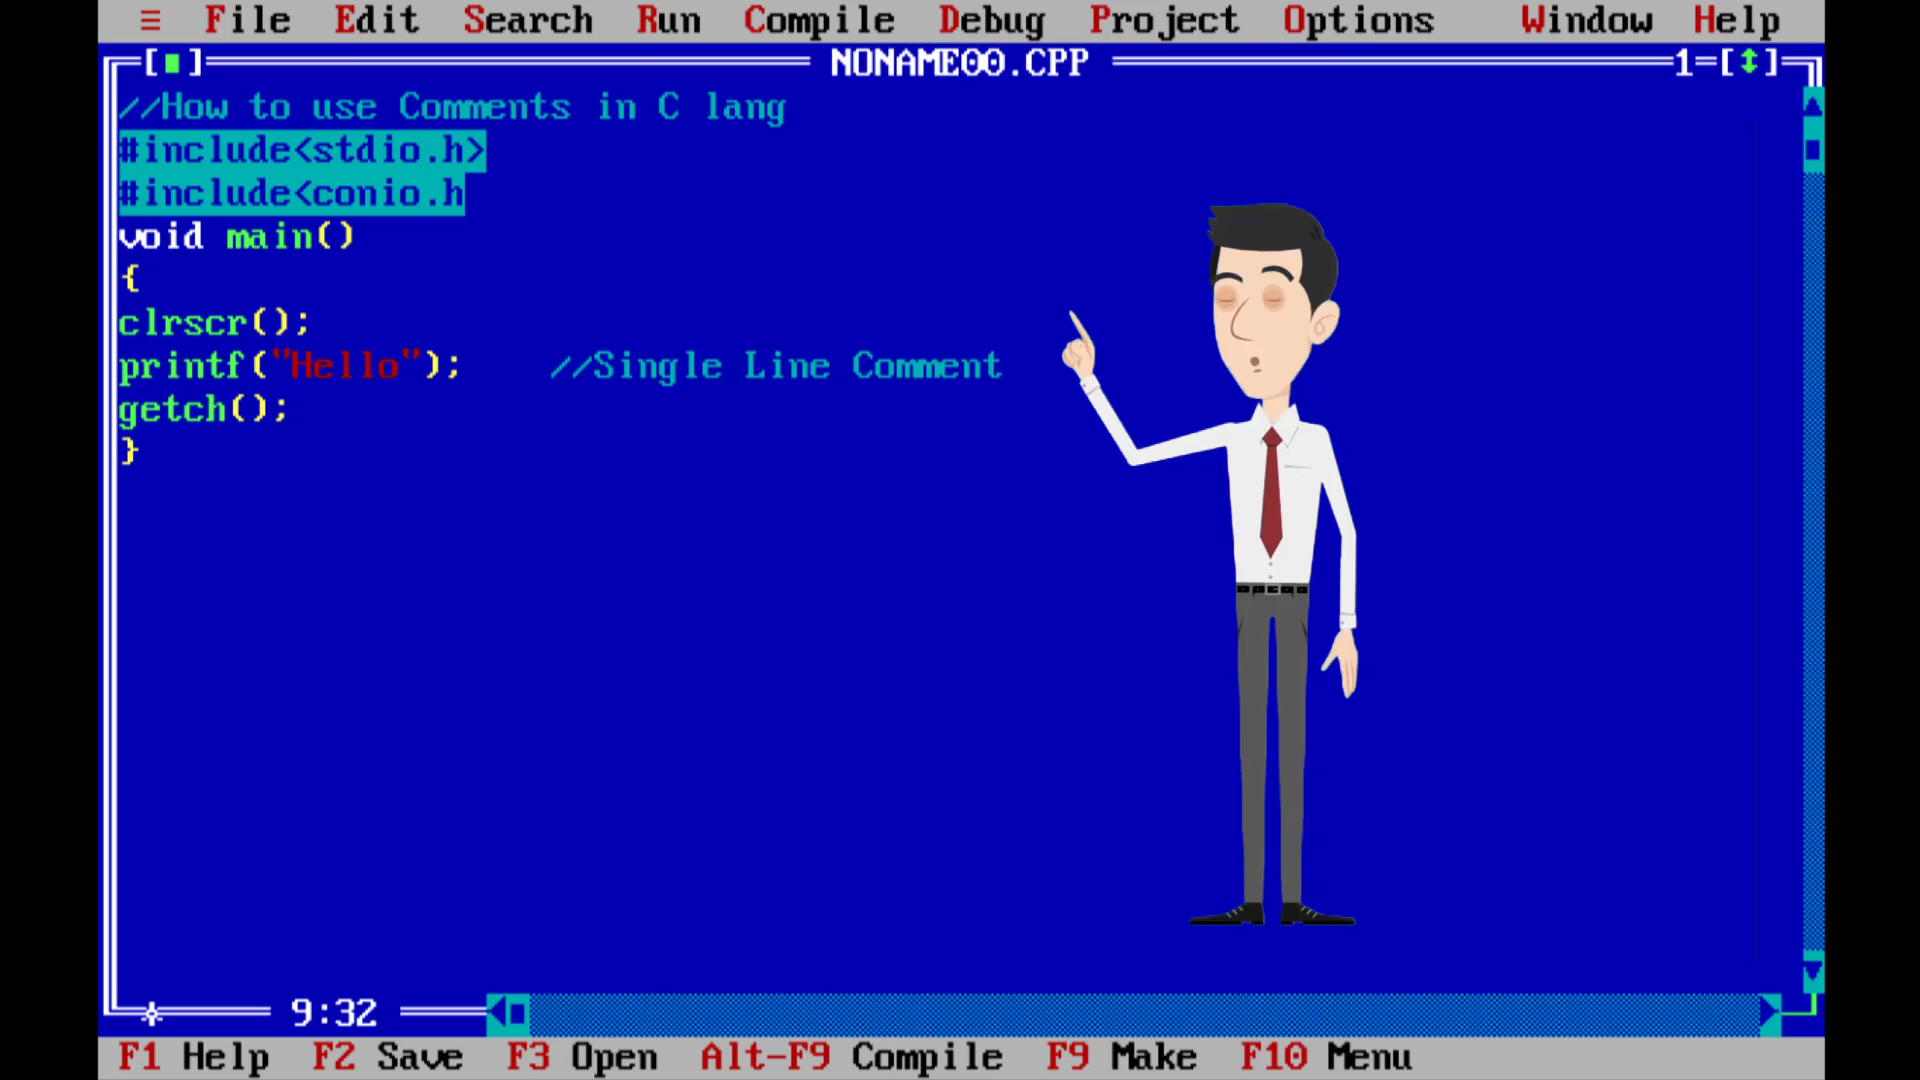 ≡ File Edit Search Run Compile Debug Project Options Window Help
[■] NONAME00.CPP 1=[↕]
//How to use Comments in C lang
#include<stdio.h>
#include<conio.h
void main()
{
clrscr();
printf("Hello"); //Single Line Comment
getch();
}
9:32
F1 Help F2 Save F3 Open Alt-F9 Compile F9 Make F10 Menu